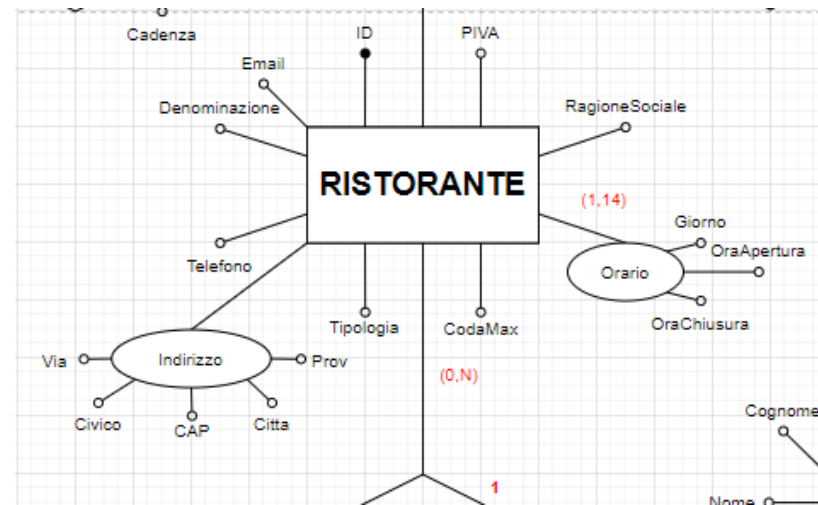 Cadenza
ID
PIVA
Email
Denominazione
RagioneSociale
RISTORANTE
(1,14)
Giorno
OraApertura
Telefono
Orario
OraChiusura
Tipologia
CodaMax
Via
Indirizzo
Prov
(0,N)
Civico
CAP
Citta
Cognome
1
Nome